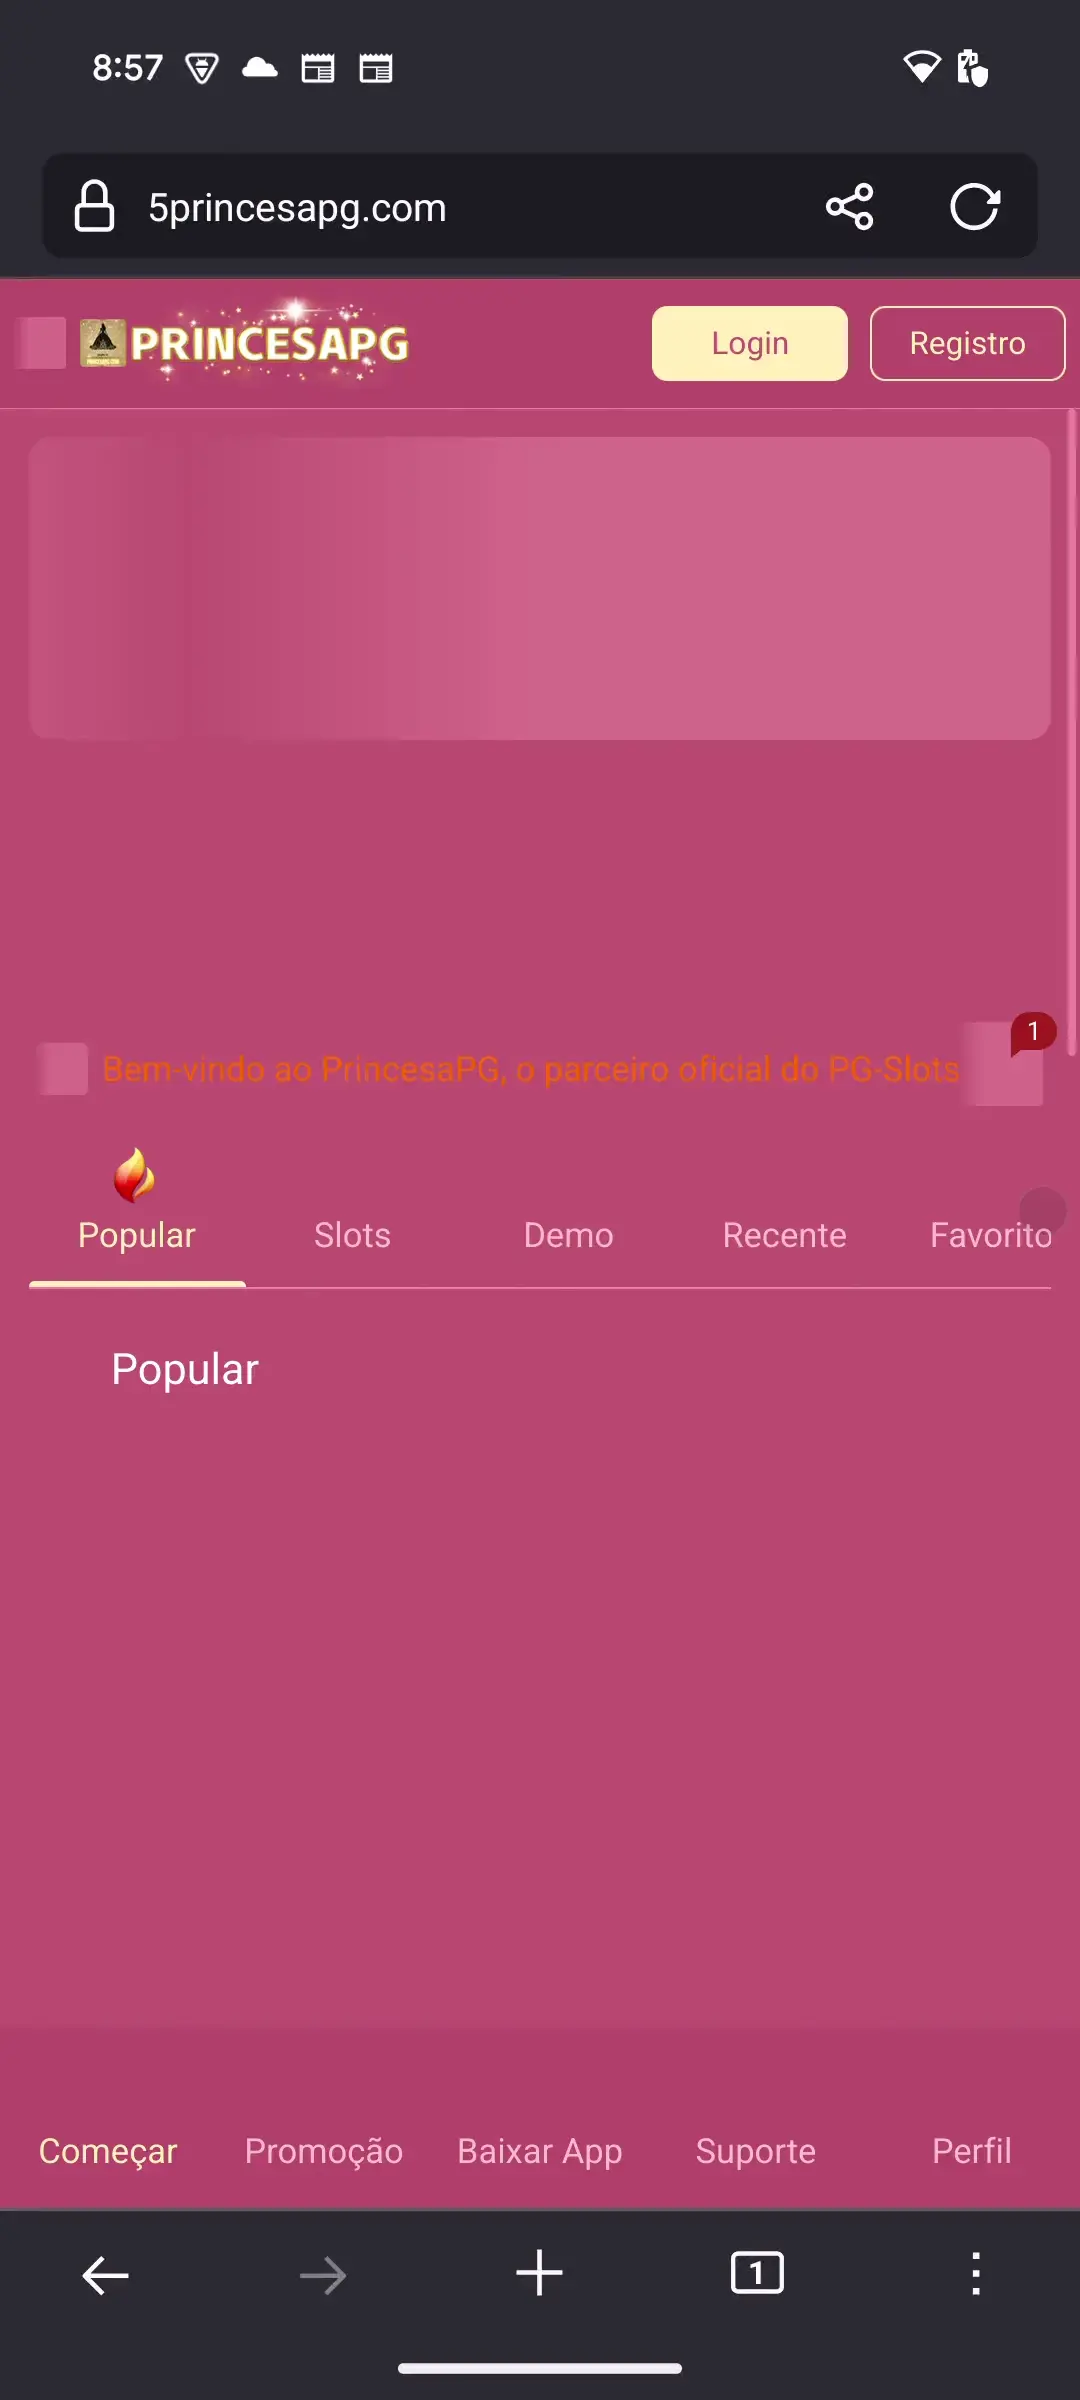 8:57
5princesapg.com
PRINCESAPG
Login
Registro
1
Bem-vindo ao PrincesaPG, o parceiro oficial do PG-Slots
Popular
Slots
Demo
Recente
Favorito
Popular
Começar
Promoção
Baixar App
Suporte
Perfil
1